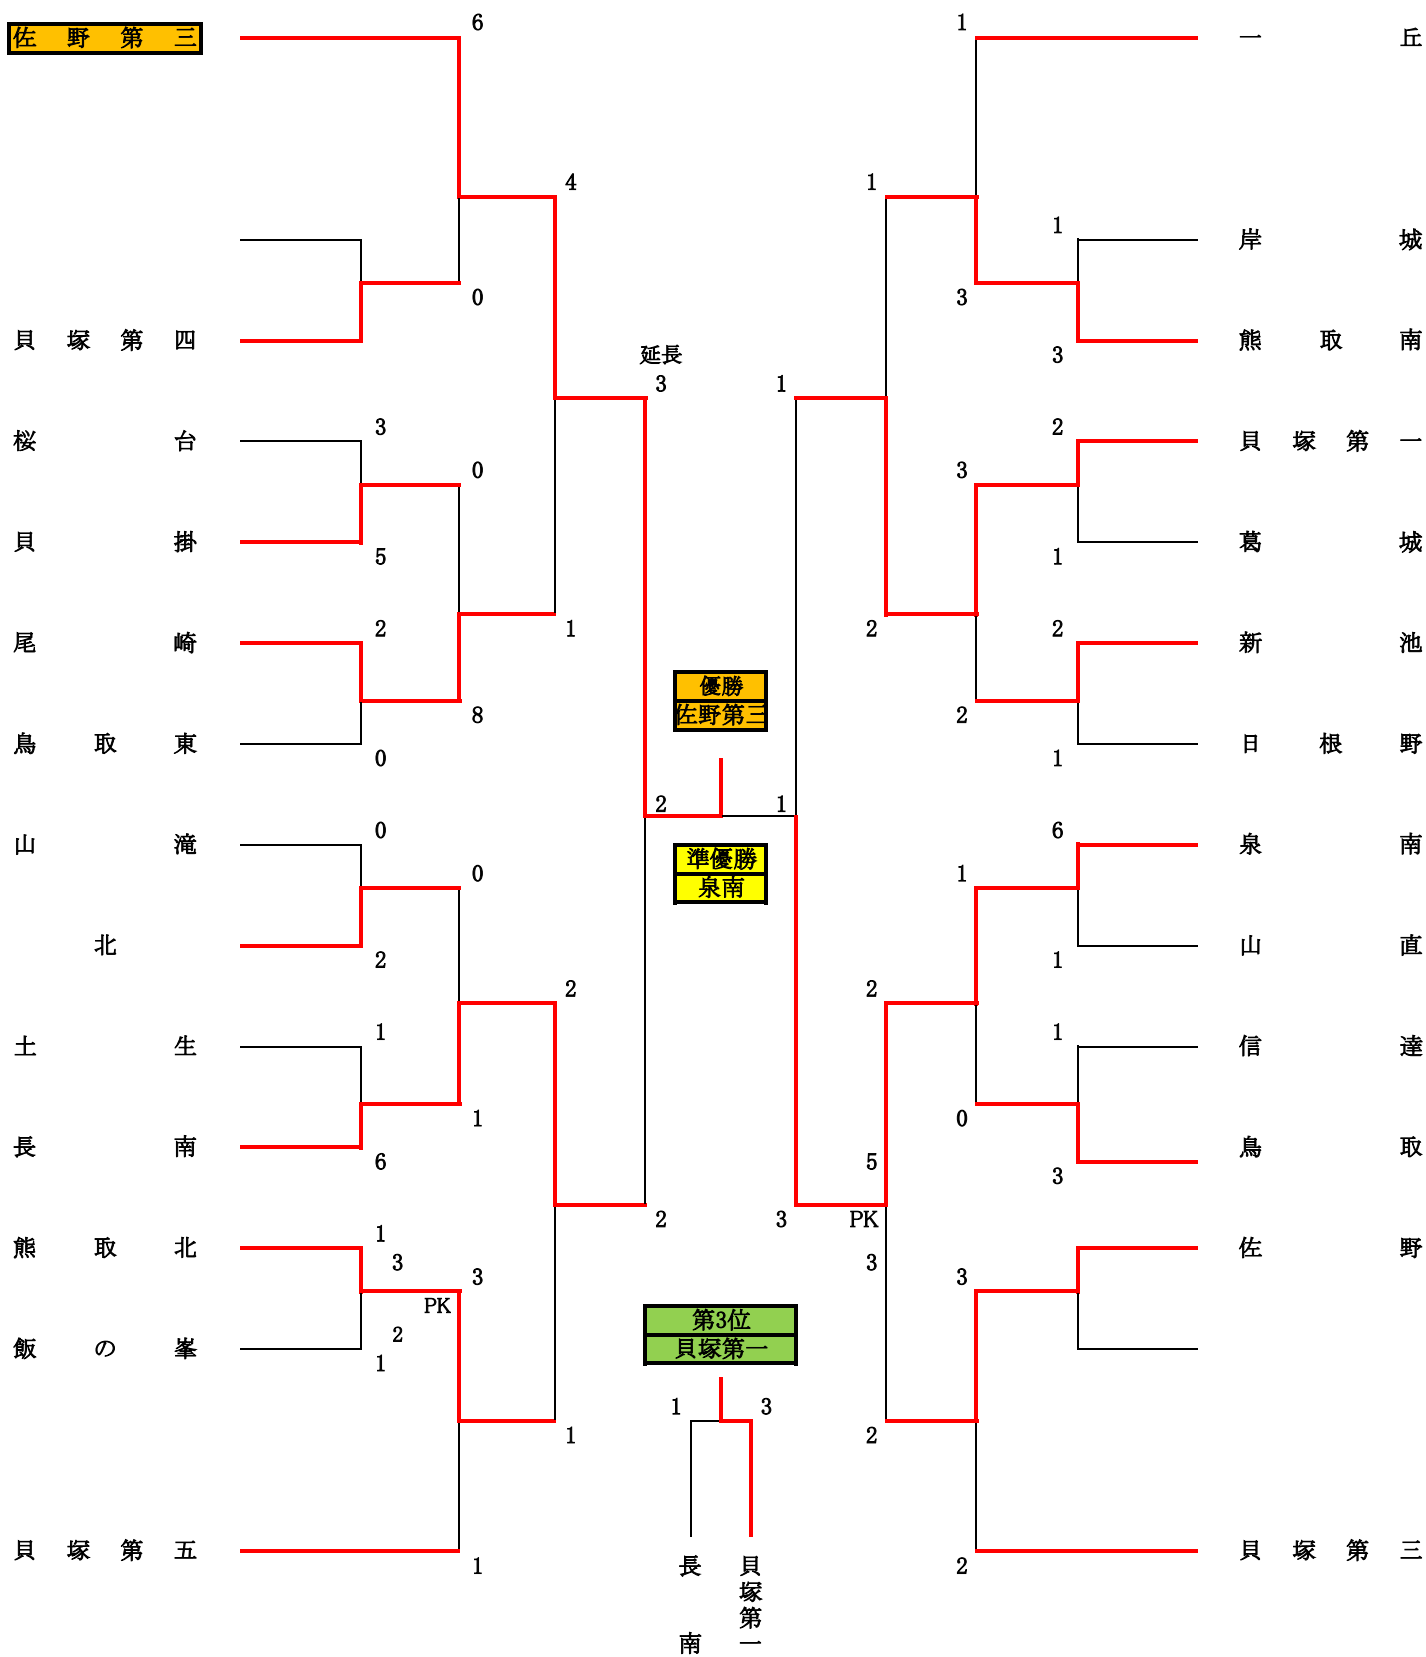 6
1
佐野第三
一丘
4
1
1
岸城
0
3
貝塚第四
熊取南
延長
3
3
1
3
2
桜台
貝塚第一
0
3
貝掛
葛城
5
1
2
1
2
2
尾崎
新池
優勝
佐野第三
8
2
鳥取東
日根野
0
1
2
1
0
6
山滝
泉南
準優勝
泉南
0
1
北
山直
2
1
2
2
1
1
土生
信達
1
0
長南
鳥取
6
5
3
2
3
PK
1
熊取北
佐野
3
3
3
3
PK
第3位
貝塚第一
2
飯の峯
1
1
3
1
2
貝塚第五
貝塚第三
1
2
長南
貝塚第一